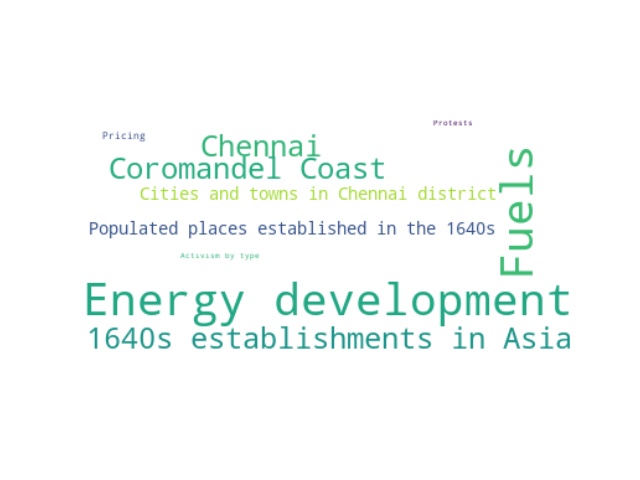 Protests
Pricing
Chennai
Coromandel Coast
Cities and towns in Chennai district
Fuels
Populated places established in the 1640s
Activism by type
Energy development
1640s establishments in Asia